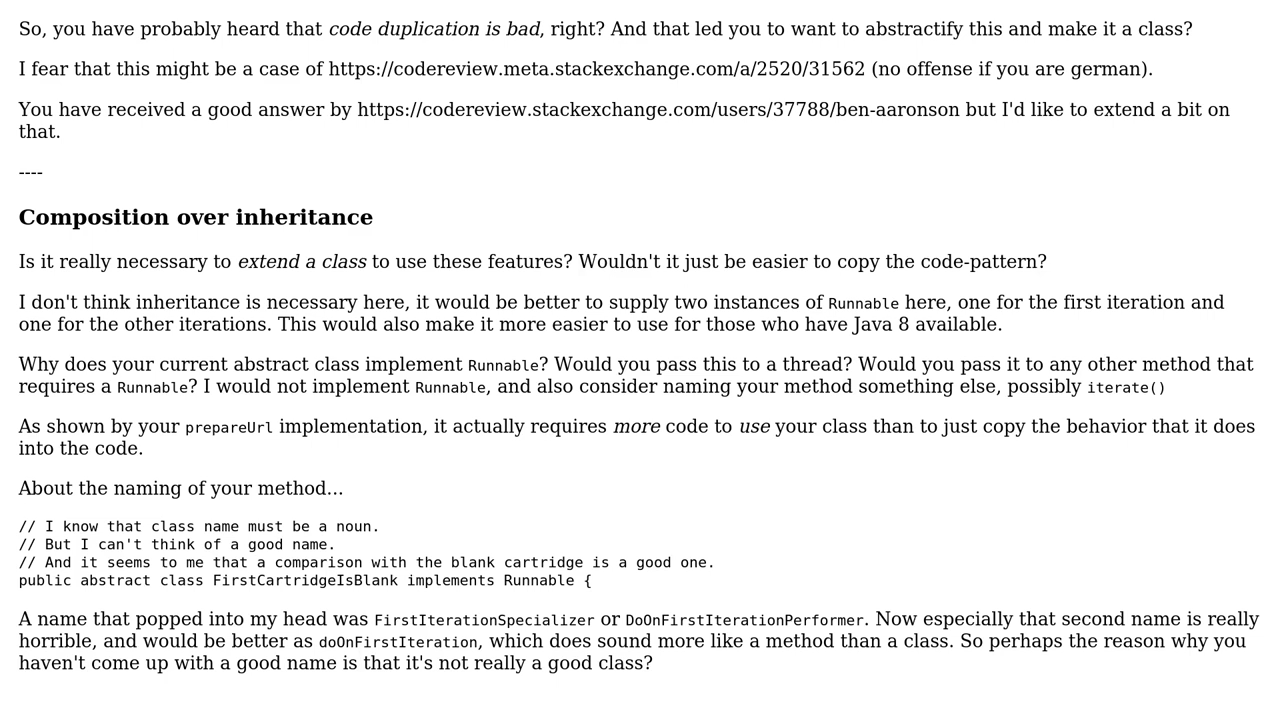 So, you have probably heard that code duplication is bad, right? And that led you to want to abstractify this and make it a class?
I fear that this might be a case of https://codereview.meta.stackexchange.com/a/2520/31562 (no offense if you are german).
You have received a good answer by https://codereview.stackexchange.com/users/37788/ben-aaronson but I'd like to extend a bit on
that.
----
Composition over inheritance
Is it really necessary to extend a class to use these features? Wouldn't it just be easier to copy the code-pattern?
I don't think inheritance is necessary here, it would be better to supply two instances of Runnable here, one for the first iteration and
one for the other iterations. This would also make it more easier to use for those who have Java 8 available.
Why does your current abstract class implement Runnable? Would you pass this to a thread? Would you pass it to any other method that
requires a Runnable? I would not implement Runnable, and also consider naming your method something else, possibly iterate()
As shown by your prepareUrl implementation, it actually requires more code to use your class than to just copy the behavior that it does
into the code.
About the naming of your method...
// I know that class name must be a noun.
// But I can't think of a good name.
// And it seems to me that a comparison with the blank cartridge is a good one.
public abstract class FirstCartridgeIsBlank implements Runnable {
A name that popped into my head was FirstIterationSpecializer or DoOnFirstIterationPerformer. Now especially that second name is really
horrible, and would be better as doOnFirstIteration, which does sound more like a method than a class. So perhaps the reason why you
haven't come up with a good name is that it's not really a good class?